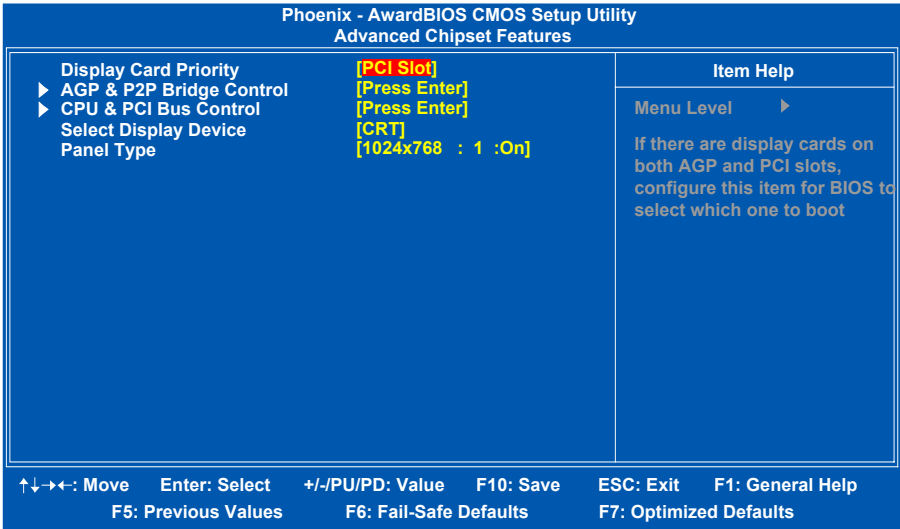 Phoenix - AwardBIOS CMOS Setup Utility
Advanced Chipset Features
Display Card Priority [PCI Slot]
AGP & P2P Bridge Control [Press Enter]
CPU & PCI Bus Control [Press Enter]
Select Display Device [CRT]
Panel Type [1024x768 : 1 :On]
Item Help
Menu Level
If there are display cards on
both AGP and PCI slots,
configure this item for BIOS to
select which one to boot
↑↓→←: Move Enter: Select +/-/PU/PD: Value F10: Save ESC: Exit F1: General Help
F5: Previous Values F6: Fail-Safe Defaults F7: Optimized Defaults